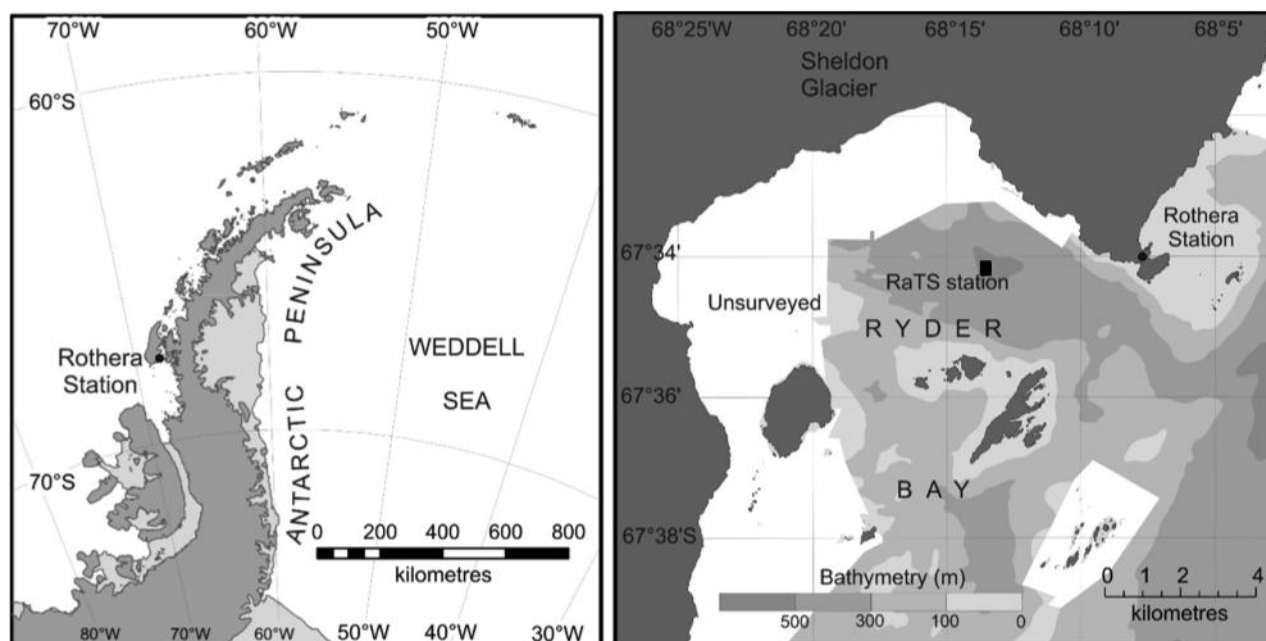 70°W
60°W
50°W
60°S
Rothera
Station
ANTARCTIC PENINSULA
WEDDELL
SEA
70°S
0 200 400 600 800
kilometres
80°W 70°W 60°W 50°W 40°W 30°W
68°25'W 68°20' 68°15' 68°10' 68°5'
Sheldon
Glacier
Rothera
Station
67°34'
RaTS station
Unsurveyed
RYDER
67°36'
BAY
67°38'S
Bathymetry (m)
500 300 100 0
0 2 4
kilometres